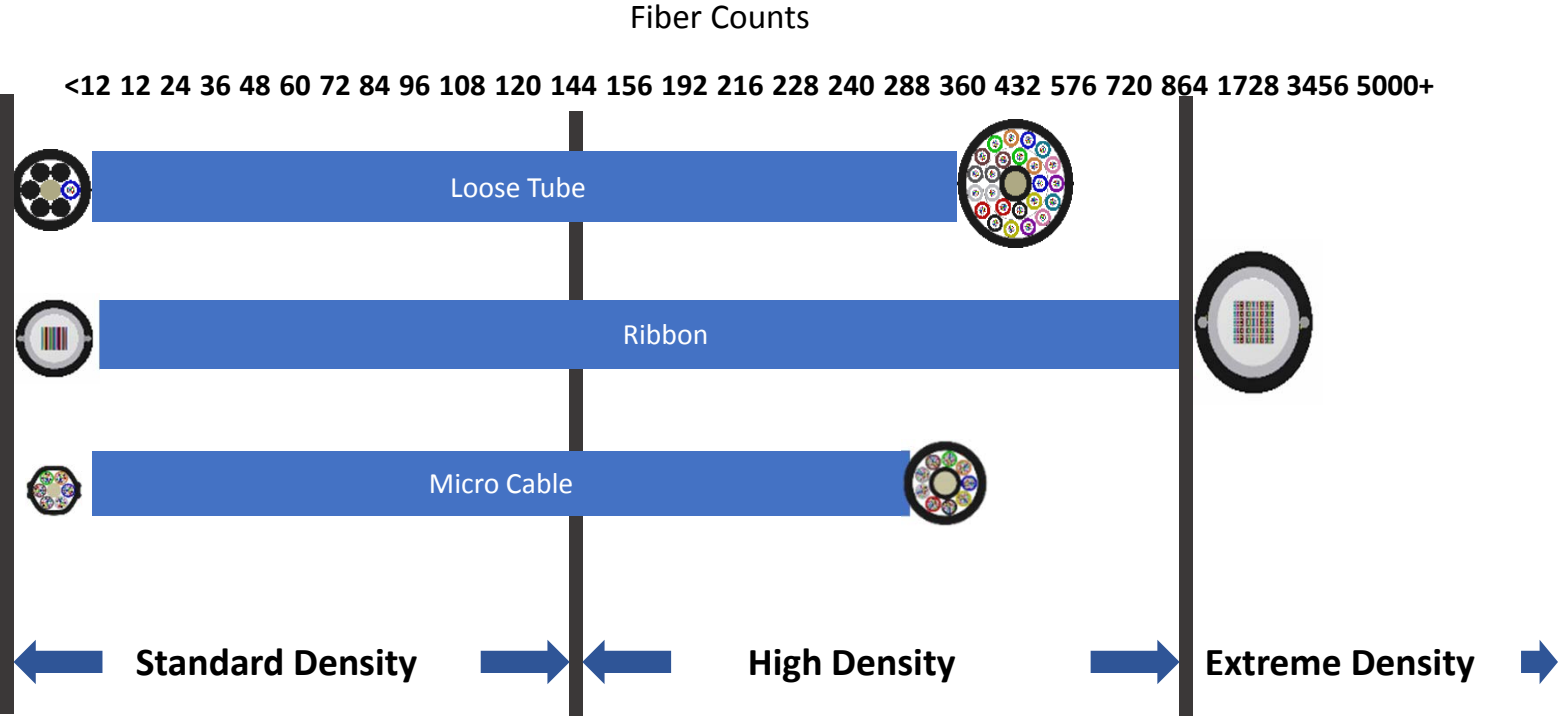 Fiber Counts
<12 12 24 36 48 60 72 84 96 108 120 144 156 192 216 228 240 288 360 432 576 720 864 1728 3456 5000+
Loose Tube
Ribbon
Micro Cable
Standard Density
High Density
Extreme Density